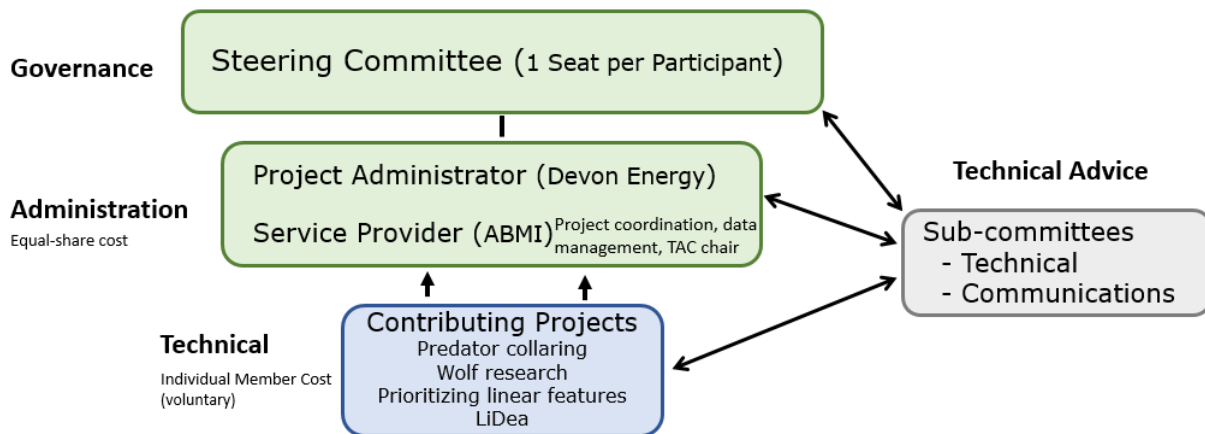 Governance
Steering Committee (1 Seat per Participant)
Administration
Equal-share cost
Project Administrator (Devon Energy)
Service Provider (ABMI) Project coordination, data
management, TAC chair
Technical Advice
Sub-committees
- Technical
- Communications
Technical
Individual Member Cost
(voluntary)
Contributing Projects
Predator collaring
Wolf research
Prioritizing linear features
LiDea